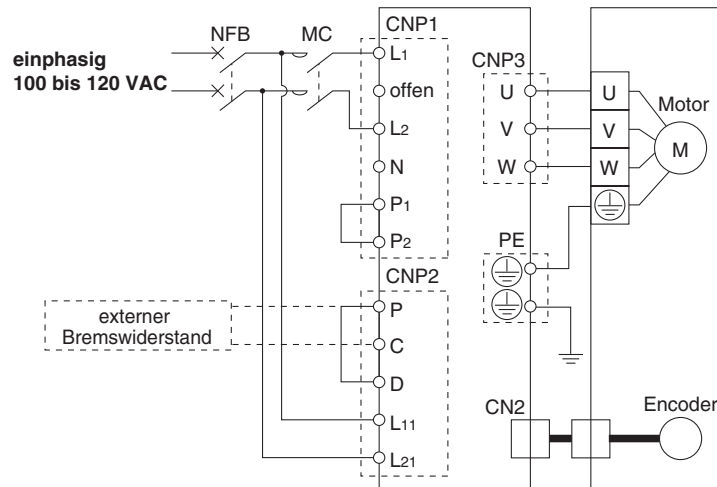 NFB
MC
CNP1
einphasig
100 bis 120 VAC
L1
offen
L2
N
P1
P2
CNP2
externer
Bremswiderstand
P
C
D
L11
L21
CNP3
U
V
W
PE
CN2
U
V
W
Motor
M
Encoder